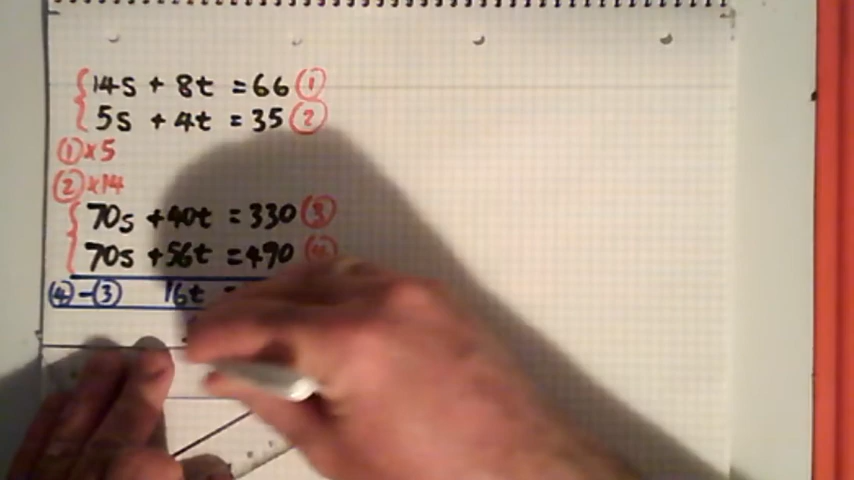 14s + 8t = 66 ①
5s + 4t = 35 ②
① x 5
② x 14
70s + 40t = 330 ③
70s + 56t = 490 ④
④ - ③ 16t =